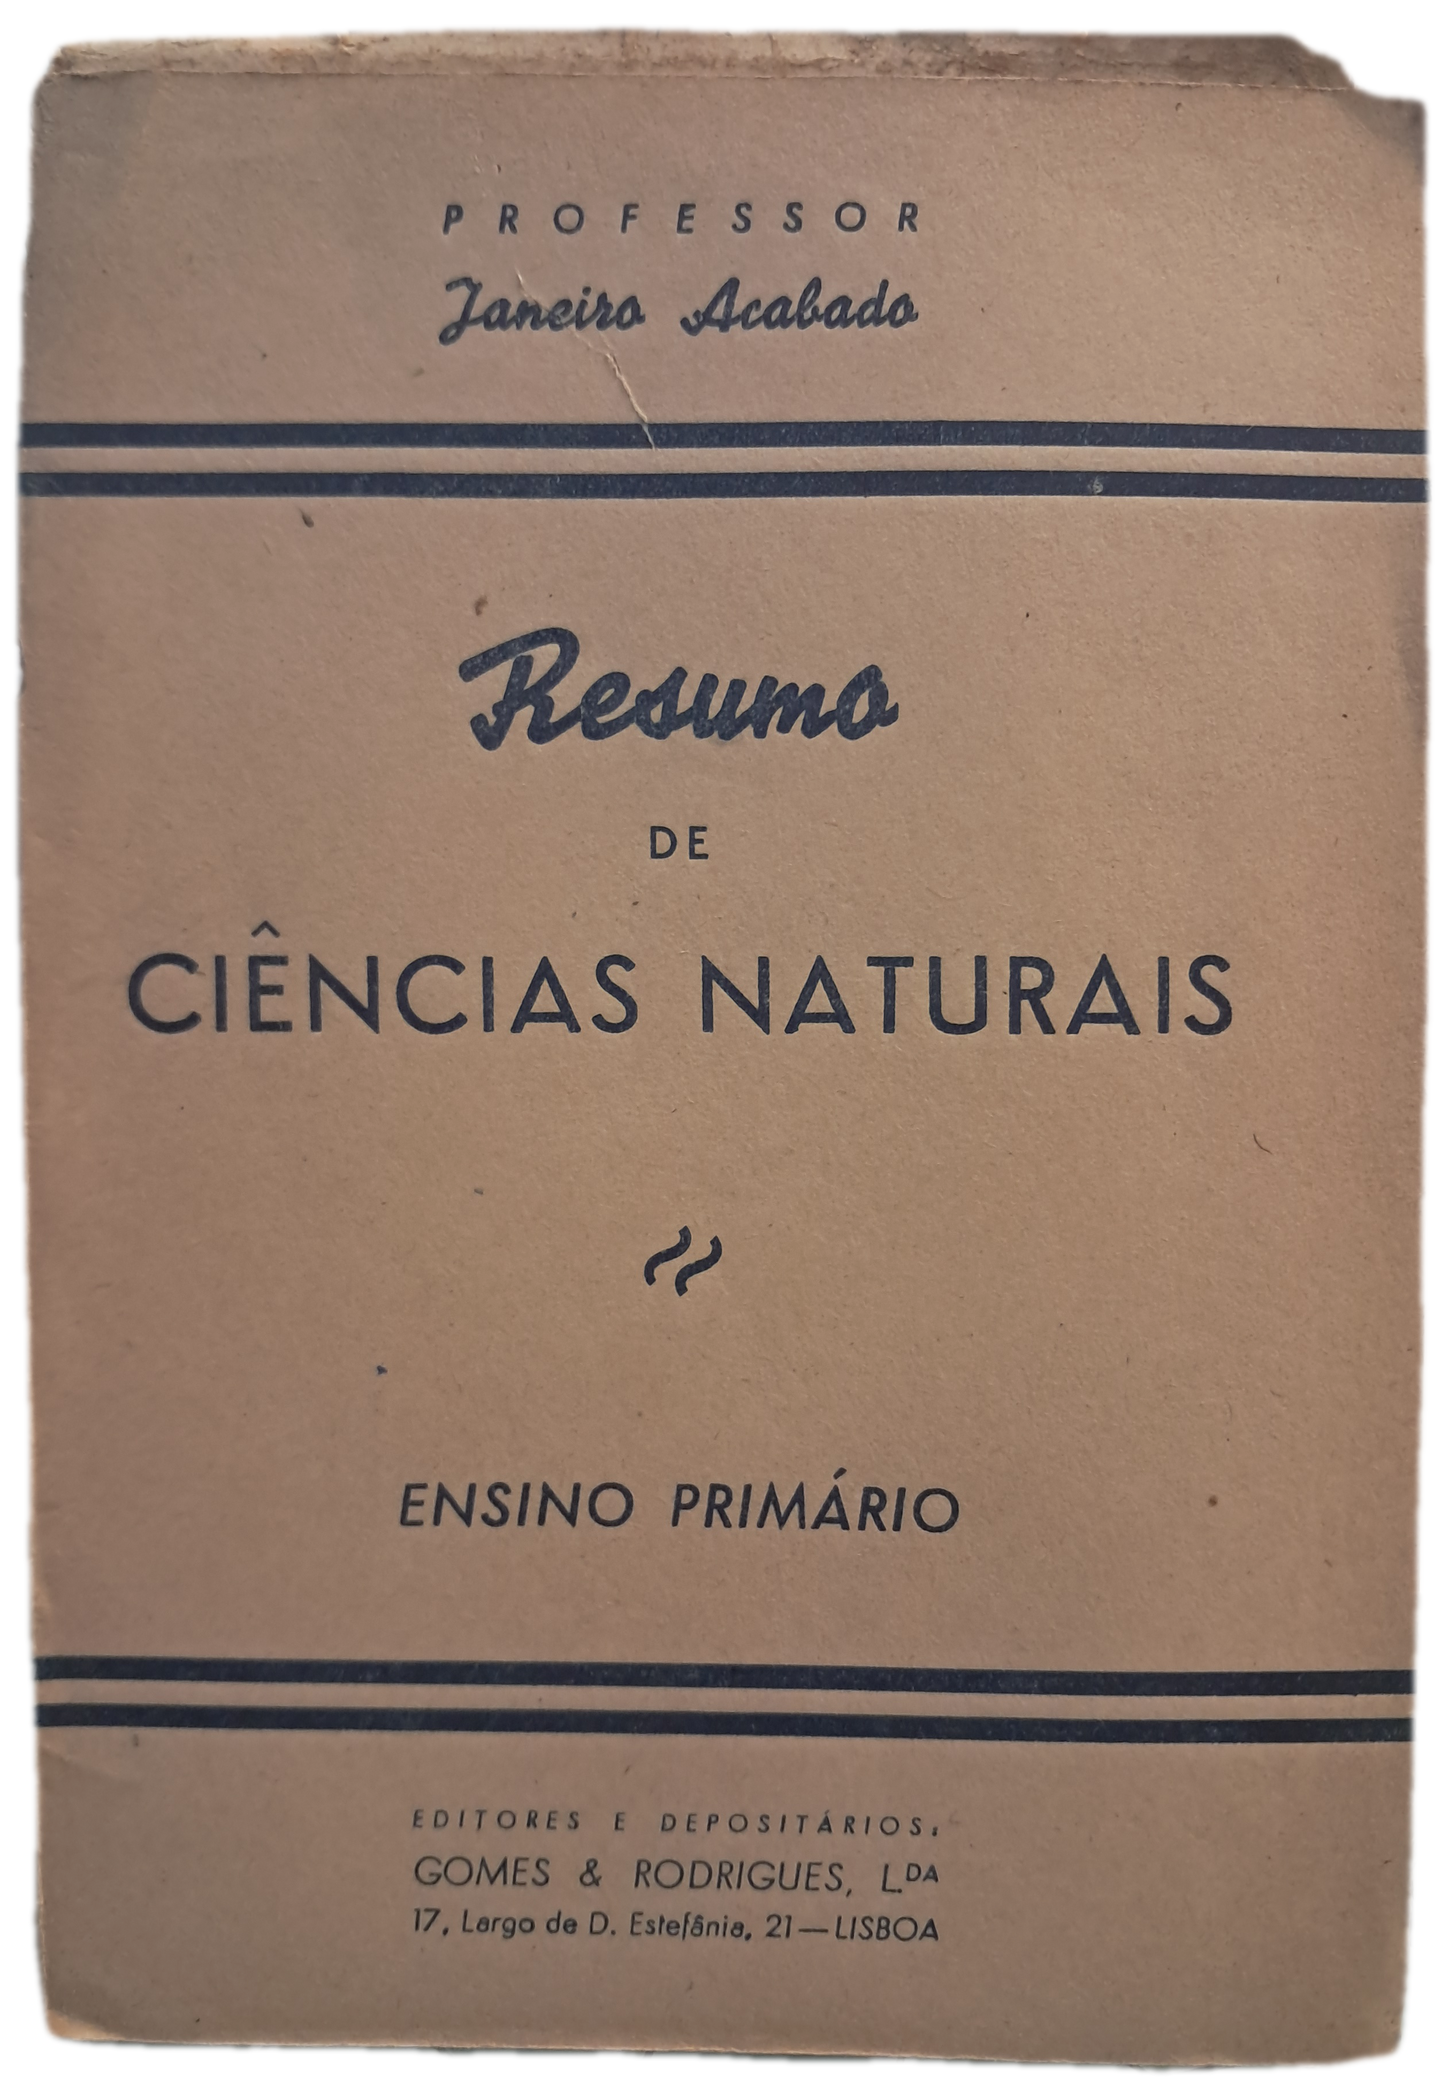 PROFESSOR
Janeiro Acabado
Resumo
DE
CIÊNCIAS NATURAIS
ENSINO PRIMÁRIO
EDITORES E DEPOSITÁRIOS:
GOMES & RODRIGUES, L.DA
17, Largo de D. Estefânia, 21—LISBOA